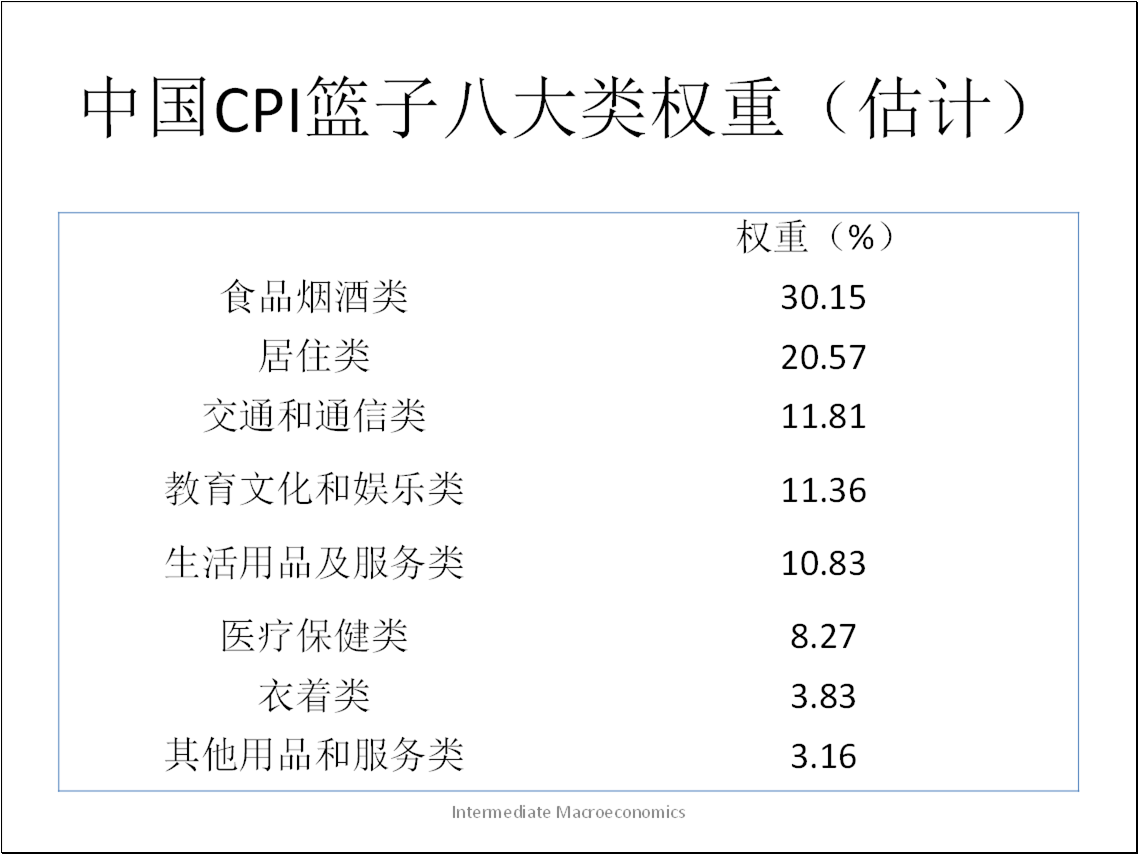 中国CPI篮子八大类权重（估计）
权重（%）
食品烟酒类 30.15
居住类 20.57
交通和通信类 11.81
教育文化和娱乐类 11.36
生活用品及服务类 10.83
医疗保健类 8.27
衣着类 3.83
其他用品和服务类 3.16
Intermediate Macroeconomics